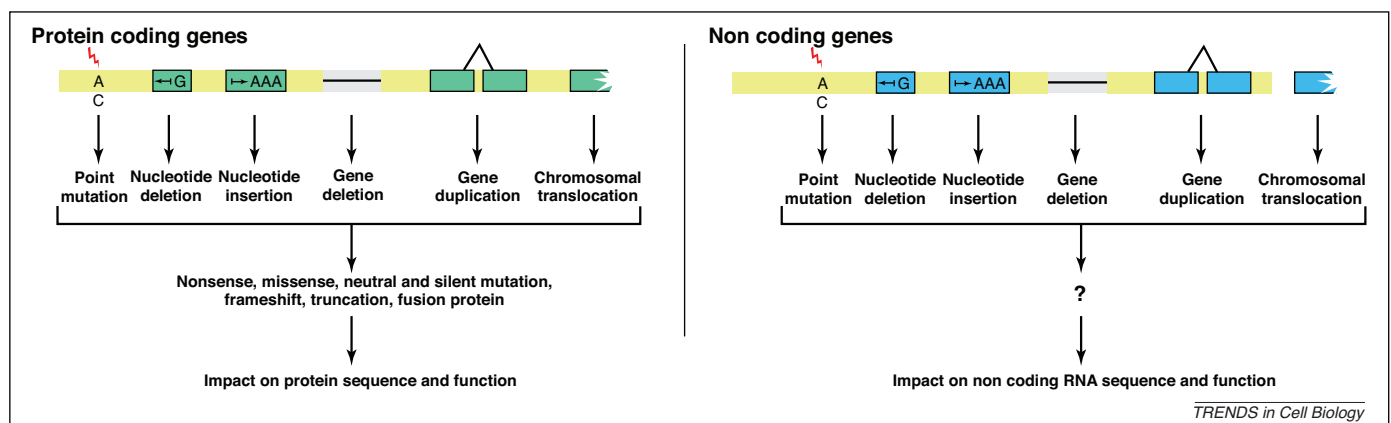 Protein coding genes
A
C
G
AAA
Point
mutation
Nucleotide
deletion
Nucleotide
insertion
Gene
deletion
Gene
duplication
Chromosomal
translocation
Nonsense, missense, neutral and silent mutation,
frameshift, truncation, fusion protein
Impact on protein sequence and function
Non coding genes
A
C
G
AAA
Point
mutation
Nucleotide
deletion
Nucleotide
insertion
Gene
deletion
Gene
duplication
Chromosomal
translocation
?
Impact on non coding RNA sequence and function
TRENDS in Cell Biology